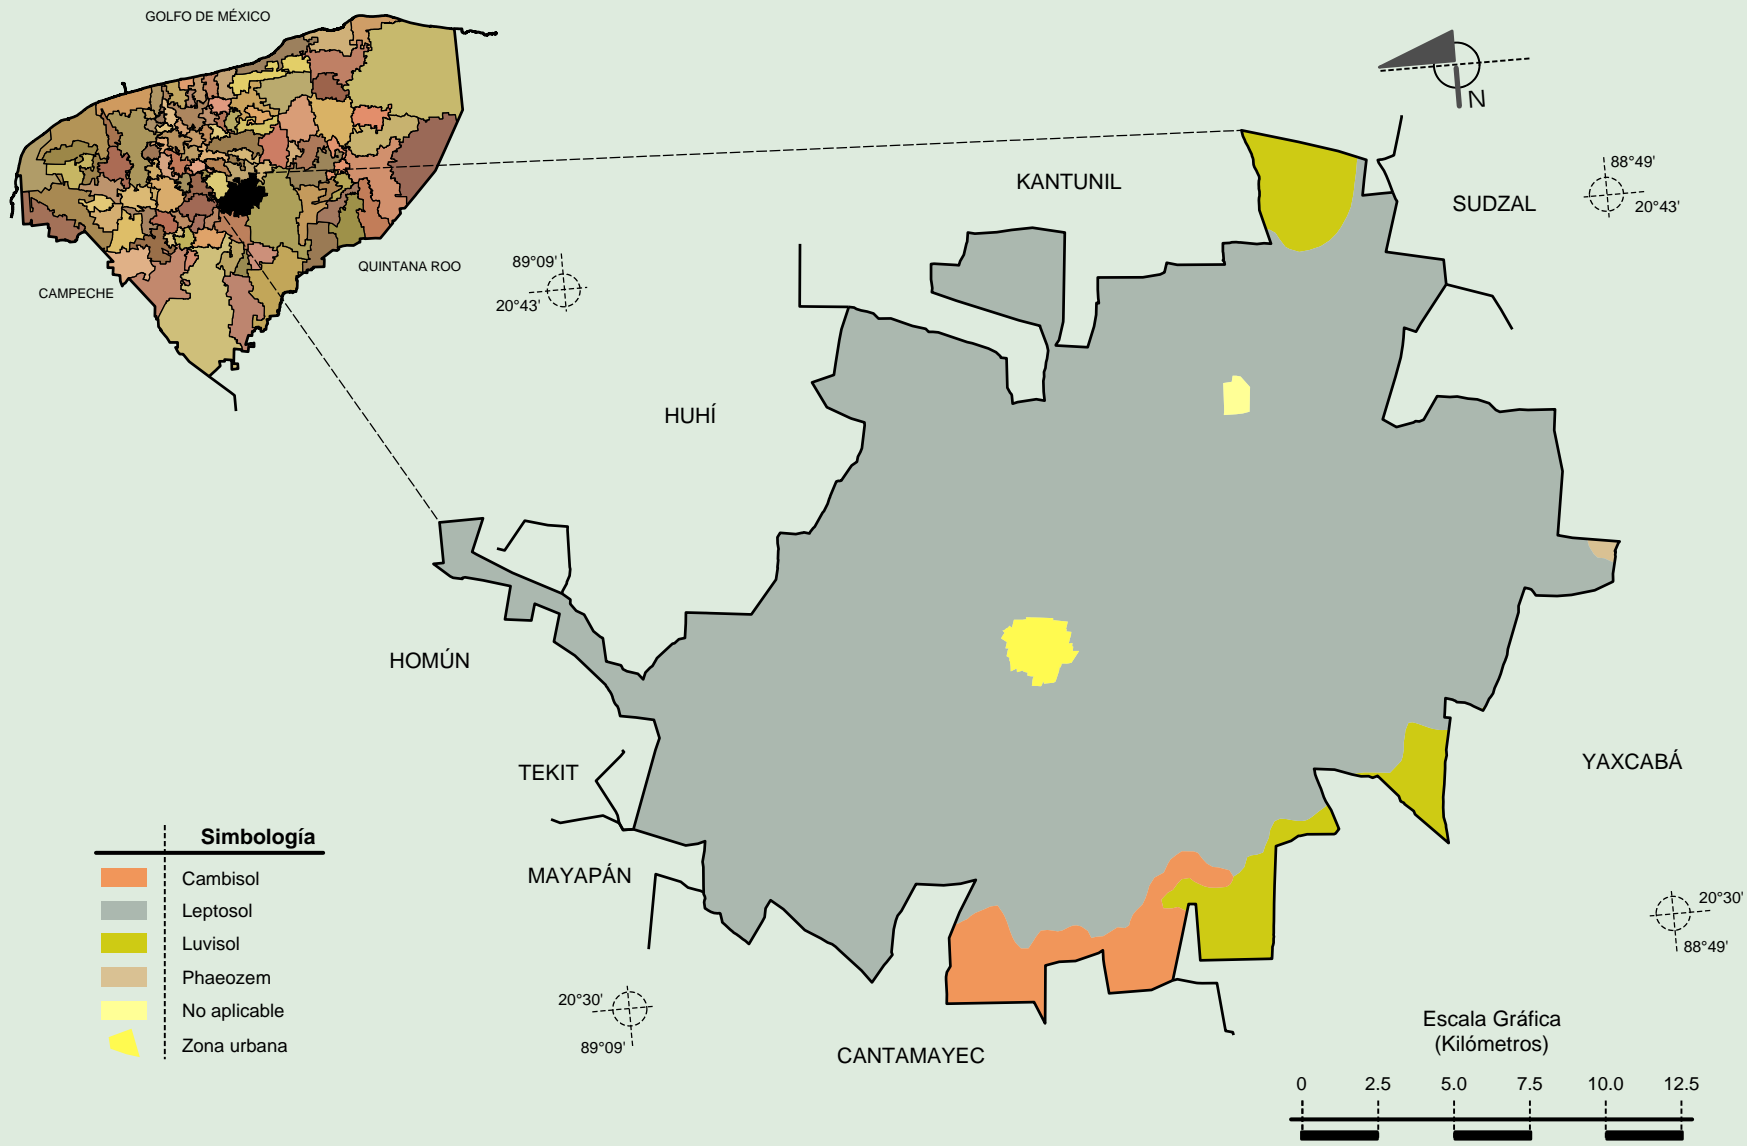 GOLFO DE MÉXICO
QUINTANA ROO
CAMPECHE
N
88°49'
20°43'
KANTUNIL
SUDZAL
89°09'
20°43'
HUHÍ
HOMÚN
TEKIT
YAXCABÁ
MAYAPÁN
CANTAMAYEC
20°30'
88°49'
20°30'
89°09'
Simbología
Cambisol
Leptosol
Luvisol
Phaeozem
No aplicable
Zona urbana
Escala Gráfica
(Kilómetros)
0 2.5 5.0 7.5 10.0 12.5